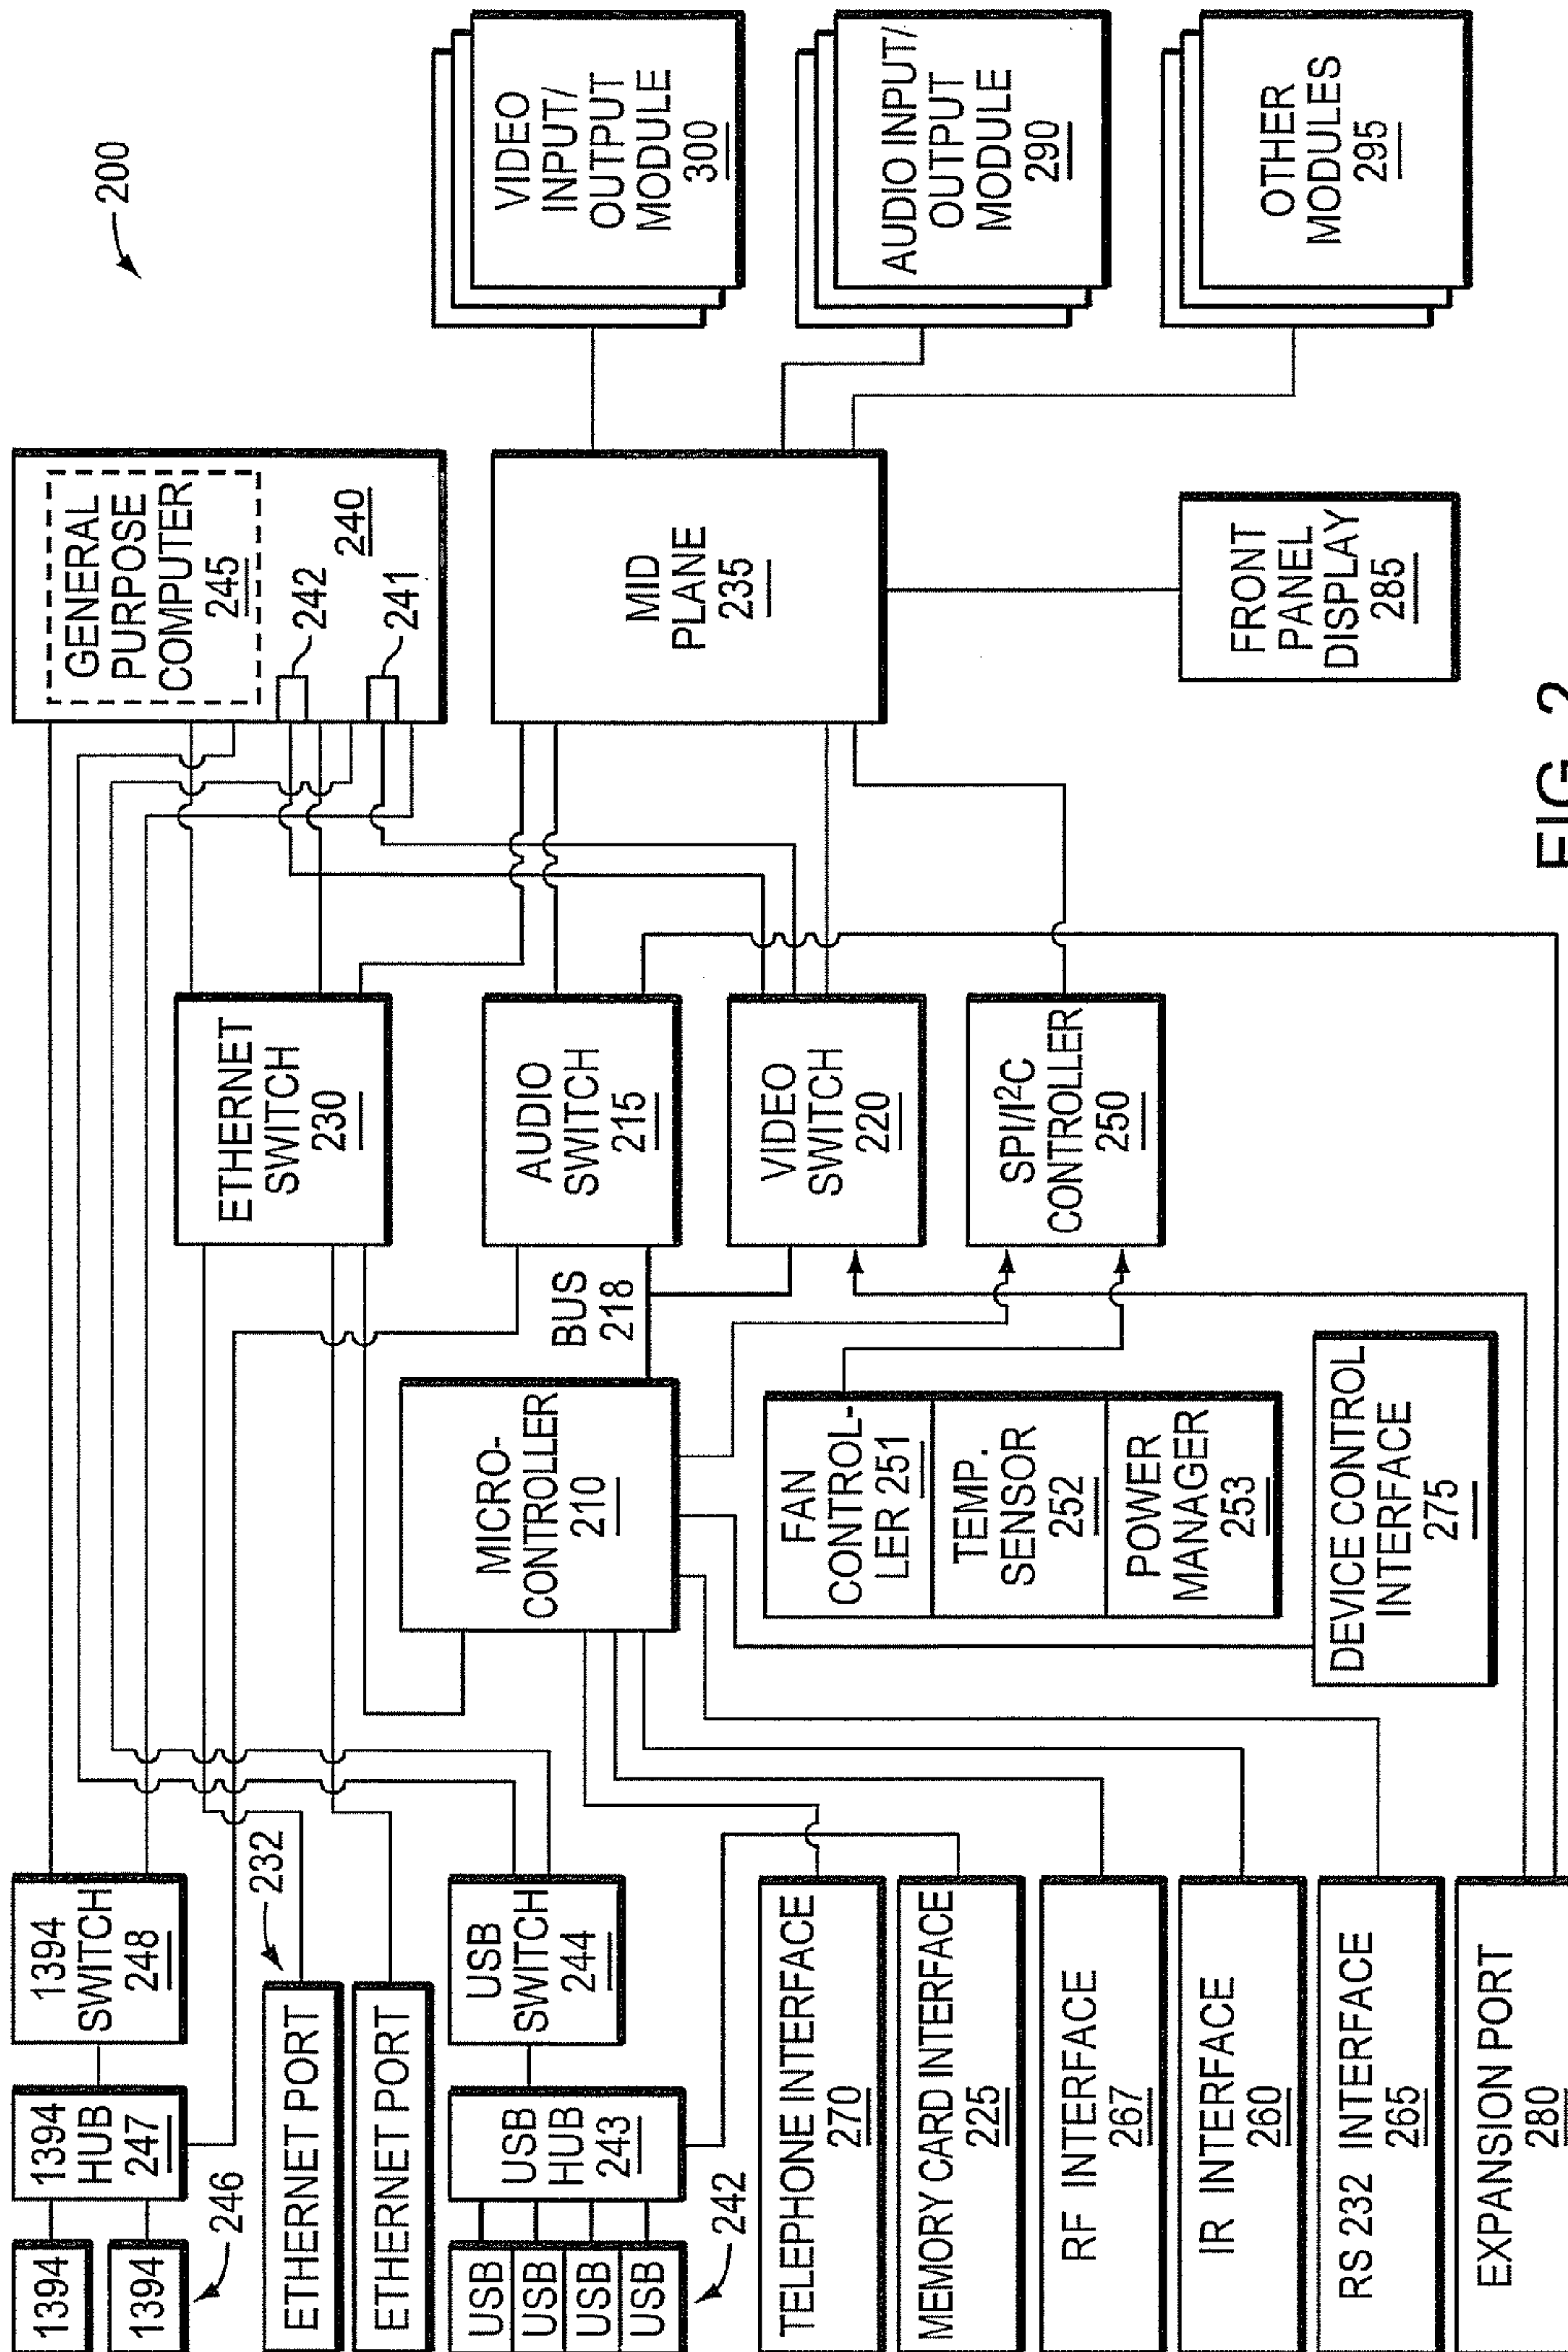 200
1394
1394
246
1394
HUB
247
1394
SWITCH
248
ETHERNET PORT
ETHERNET PORT
232
USB
USB
USB
USB
242
USB
HUB
243
USB
SWITCH
244
TELEPHONE INTERFACE
270
MEMORY CARD INTERFACE
225
RF INTERFACE
267
IR INTERFACE
260
RS 232 INTERFACE
265
EXPANSION PORT
280
MICRO-
CONTROLLER
210
BUS
218
FAN
CONTROL-
LER 251
TEMP.
SENSOR
252
POWER
MANAGER
253
DEVICE CONTROL
INTERFACE
275
ETHERNET
SWITCH
230
AUDIO
SWITCH
215
VIDEO
SWITCH
220
SPI/I²C
CONTROLLER
250
GENERAL
PURPOSE
COMPUTER
245
240
242
241
MID
PLANE
235
FRONT
PANEL
DISPLAY
285
VIDEO
INPUT/
OUTPUT
MODULE
300
AUDIO INPUT/
OUTPUT
MODULE
290
OTHER
MODULES
295
FIG. 2